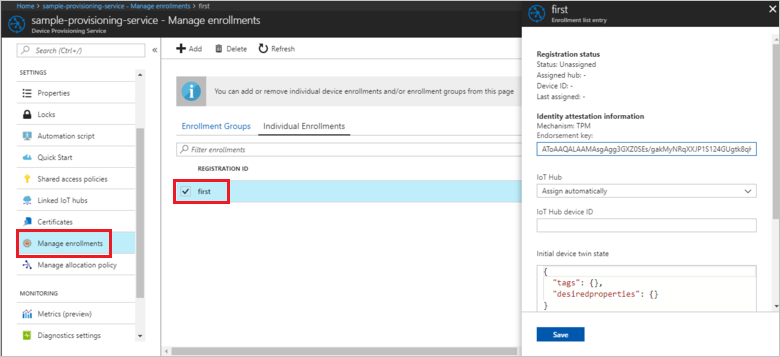 Home > sample-provisioning-service - Manage enrollments > first
sample-provisioning-service - Manage enrollments
Device Provisioning Service
Search (Ctrl+/)
SETTINGS
Properties
Locks
Automation script
Quick Start
Shared access policies
Linked IoT hubs
Certificates
Manage enrollments
Manage allocation policy
MONITORING
Metrics (preview)
Diagnostics settings
Add
Delete
Refresh
You can add or remove individual device enrollments and/or enrollment groups from this page
Enrollment Groups
Individual Enrollments
Filter enrollments
REGISTRATION ID
first
first
Enrollment list entry
Registration status
Status: Unassigned
Assigned hub: -
Device ID: -
Last assigned: -
Identity attestation information
Mechanism: TPM
Endorsement key:
IoT Hub
Assign automatically
IoT Hub device ID
Initial device twin state
{
"tags": {},
"desiredproperties": {}
}
Save